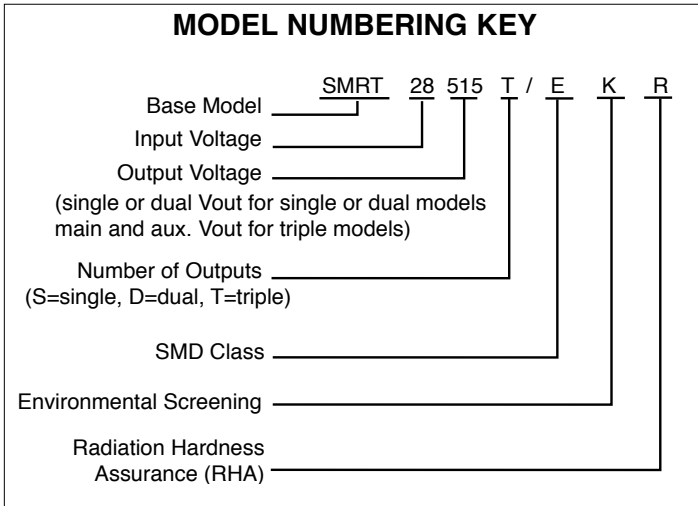 MODEL NUMBERING KEY
SMRT 28 515 T / E K R
Base Model
Input Voltage
Output Voltage
(single or dual Vout for single or dual models
main and aux. Vout for triple models)
Number of Outputs
(S=single, D=dual, T=triple)
SMD Class
Environmental Screening
Radiation Hardness
Assurance (RHA)